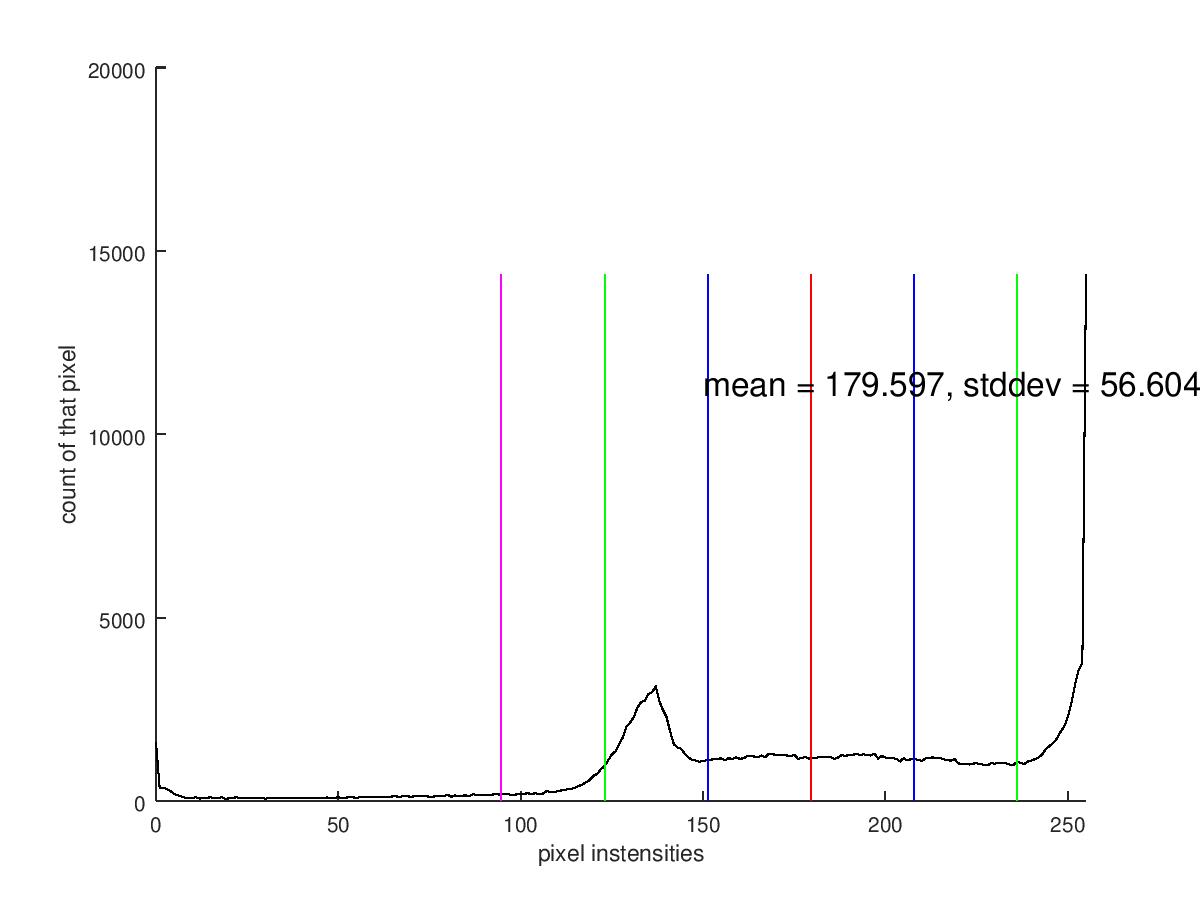 20000
15000
10000
5000
0
count of that pixel
mean = 179.597, stddev = 56.604
0 50 100 150 200 250
pixel instensities